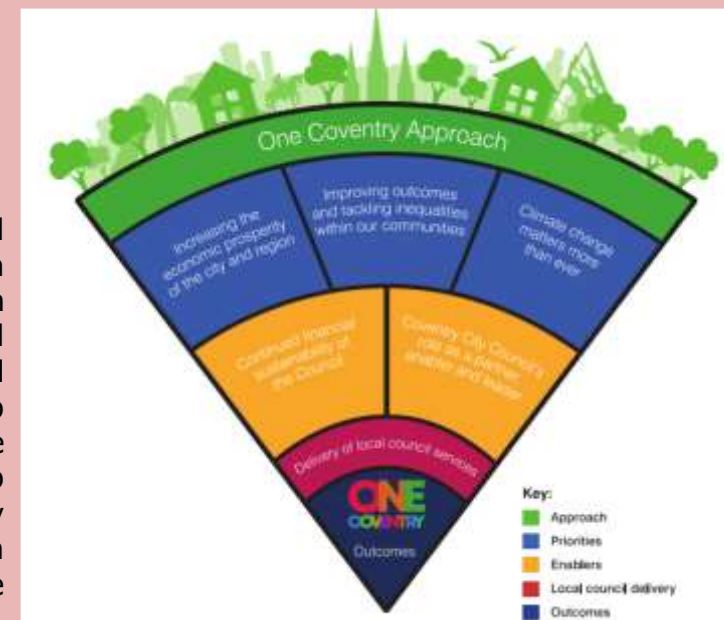 One Coventry Approach
Increasing the
economic prosperity
of the city and region
Improving outcomes
and tackling inequalities
within our communities
Climate change
matters more
than ever
Continued financial
sustainability of
the Council
Coventry City Council's
role as a partner,
enabler and leader
Delivery of local council services
ONE
COVENTRY
Outcomes
Key:
Approach
Priorities
Enablers
Local council delivery
Outcomes